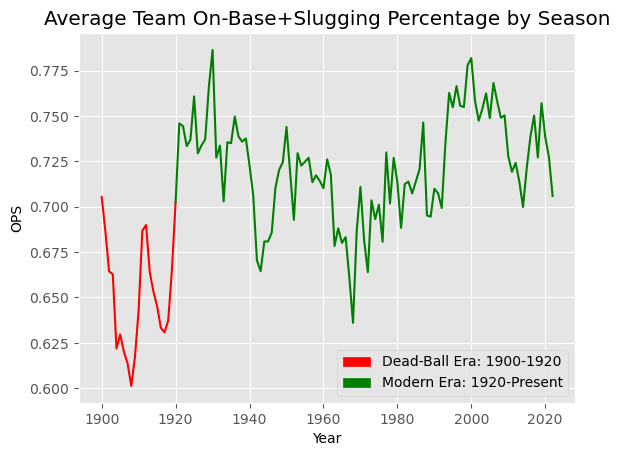 Average Team On-Base+Slugging Percentage by Season
OPS
0.775
0.750
0.725
0.700
0.675
0.650
0.625
0.600
Dead-Ball Era: 1900-1920
Modern Era: 1920-Present
1900 1920 1940 1960 1980 2000 2020
Year